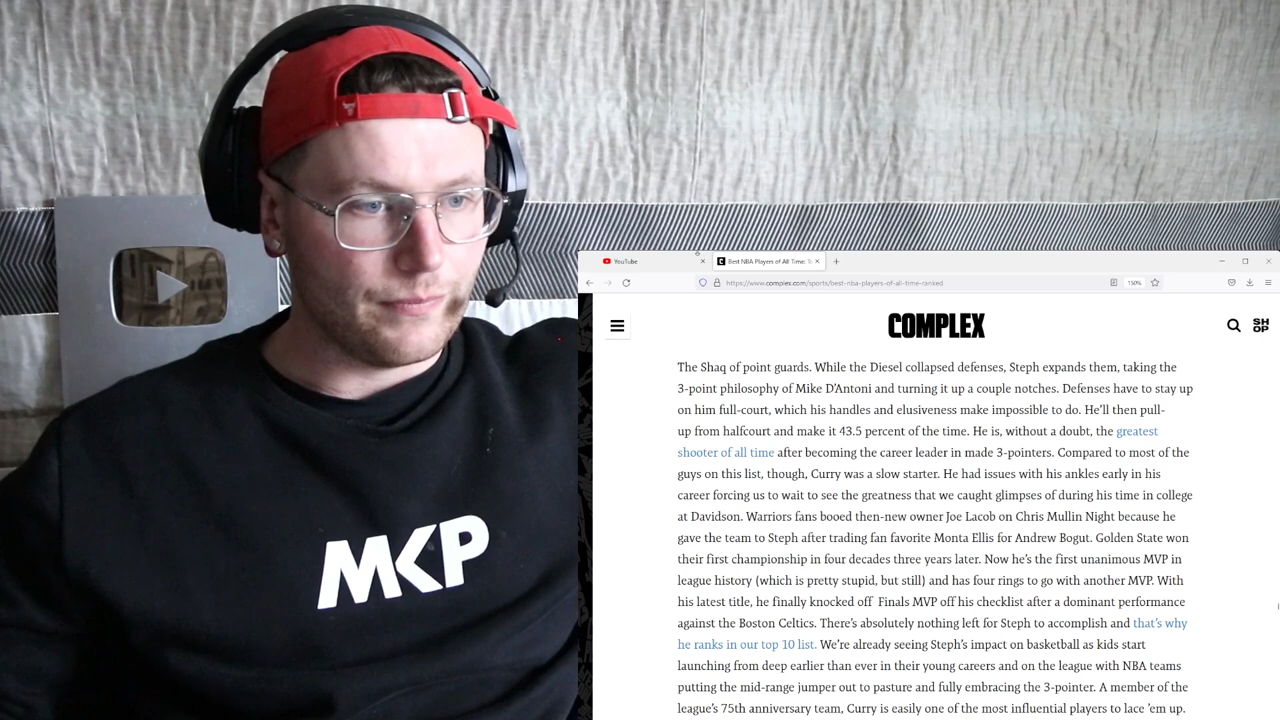 MKP
YouTube
Best NBA Players of All Time: To
https://www.complex.com/sports/best-nba-players-of-all-time-ranked
150%
COMPLEX
SH
OP
The Shaq of point guards. While the Diesel collapsed defenses, Steph expands them, taking the
3-point philosophy of Mike D'Antoni and turning it up a couple notches. Defenses have to stay up
on him full-court, which his handles and elusiveness make impossible to do. He'll then pull-
up from halfcourt and make it 43.5 percent of the time. He is, without a doubt, the greatest
shooter of all time after becoming the career leader in made 3-pointers. Compared to most of the
guys on this list, though, Curry was a slow starter. He had issues with his ankles early in his
career forcing us to wait to see the greatness that we caught glimpses of during his time in college
at Davidson. Warriors fans booed then-new owner Joe Lacob on Chris Mullin Night because he
gave the team to Steph after trading fan favorite Monta Ellis for Andrew Bogut. Golden State won
their first championship in four decades three years later. Now he's the first unanimous MVP in
league history (which is pretty stupid, but still) and has four rings to go with another MVP. With
his latest title, he finally knocked off Finals MVP off his checklist after a dominant performance
against the Boston Celtics. There's absolutely nothing left for Steph to accomplish and that's why
he ranks in our top 10 list. We're already seeing Steph's impact on basketball as kids start
launching from deep earlier than ever in their young careers and on the league with NBA teams
putting the mid-range jumper out to pasture and fully embracing the 3-pointer. A member of the
league's 75th anniversary team, Curry is easily one of the most influential players to lace 'em up.